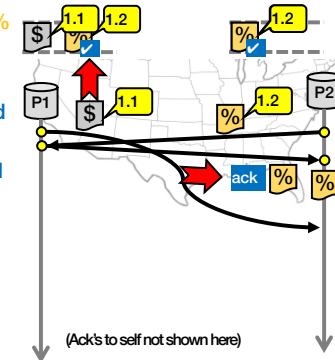 %
$ 1.1 % 1.2
% 1.2
P1
$ 1.1
% 1.2
P2
d
ack % %
l
(Ack's to self not shown here)